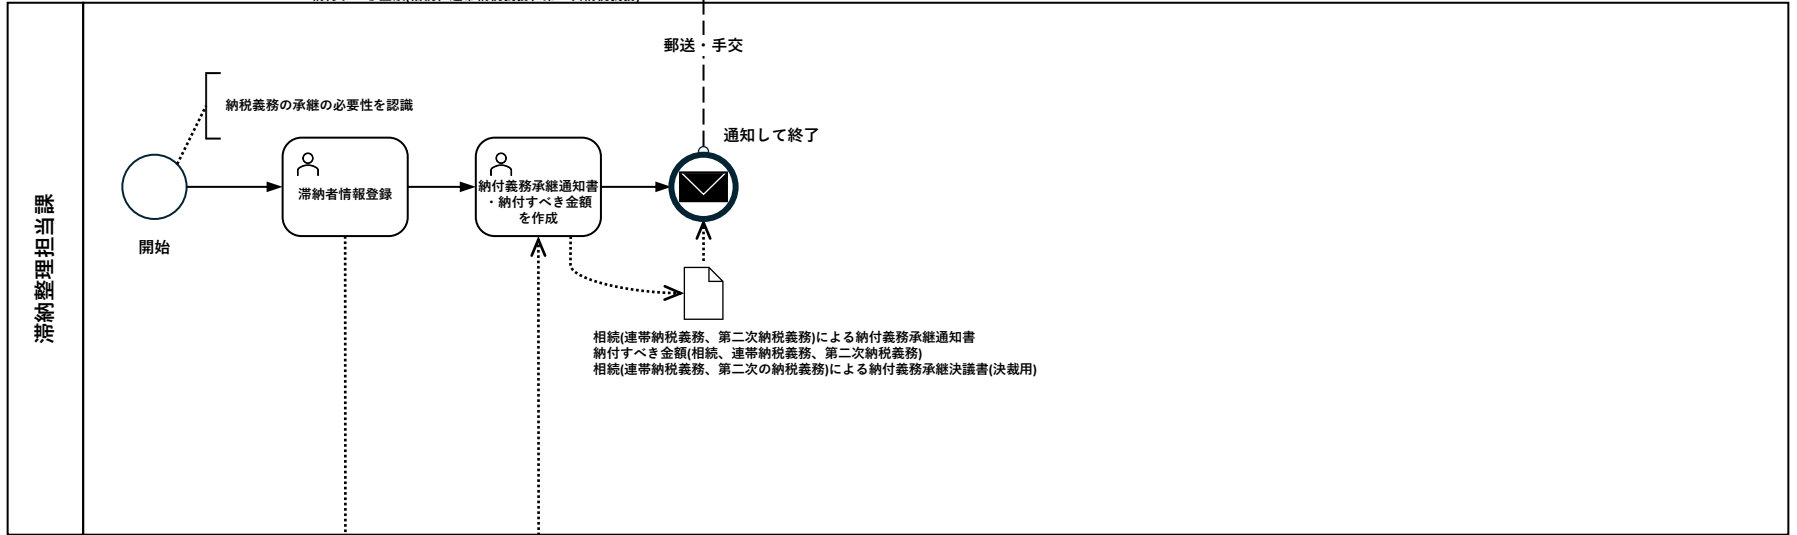 郵送・手交
納税義務の承継の必要性を認識
通知して終了
滞納者情報登録
納付義務承継通知書
・納付すべき金額
を作成
開始
滞納整理担当課
相続(連帯納税義務、第二次納税義務)による納付義務承継通知書
納付すべき金額(相続、連帯納税義務、第二次納税義務)
相続(連帯納税義務、第二次の納税義務)による納付義務承継決議書(決裁用)